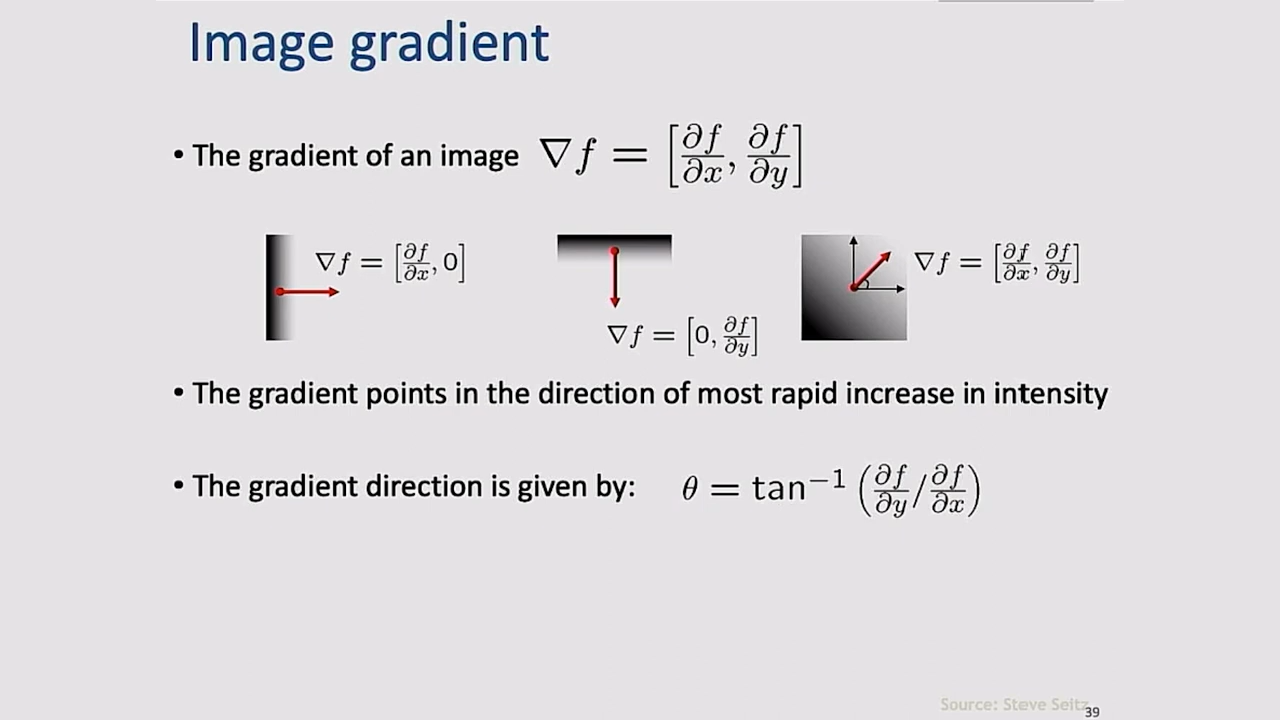 Image gradient
• The gradient of an image ∇f = [∂f/∂x, ∂f/∂y]
∇f = [∂f/∂x, 0]
∇f = [0, ∂f/∂y]
∇f = [∂f/∂x, ∂f/∂y]
• The gradient points in the direction of most rapid increase in intensity
• The gradient direction is given by: θ = tan⁻¹ (∂f/∂y / ∂f/∂x)
Source: Steve Seitz
39